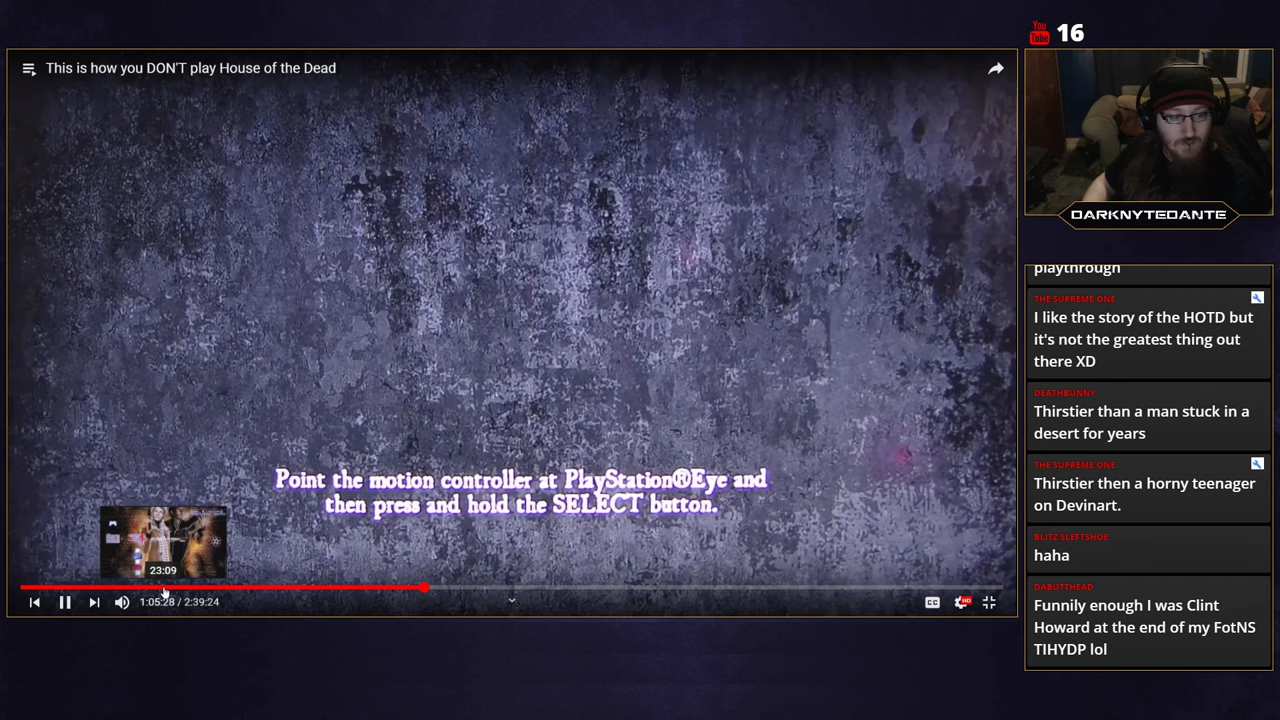 This is how you DON'T play House of the Dead
You
Tube
16
DARKNYTEDANTE
playthrough
THE SUPREME ONE
I like the story of the HOTD but
it's not the greatest thing out
there XD
DEATHBUNNY
Thirstier than a man stuck in a
desert for years
THE SUPREME ONE
Thirstier then a horny teenager
on Devinart.
BLITZ SLEFTSHOE
haha
DABUTTHEAD
Funnily enough I was Clint
Howard at the end of my FotNS
TIHYDP lol
Point the motion controller at PlayStation®Eye and
then press and hold the SELECT button.
23:09
1:05:28 / 2:39:24
CC
HD